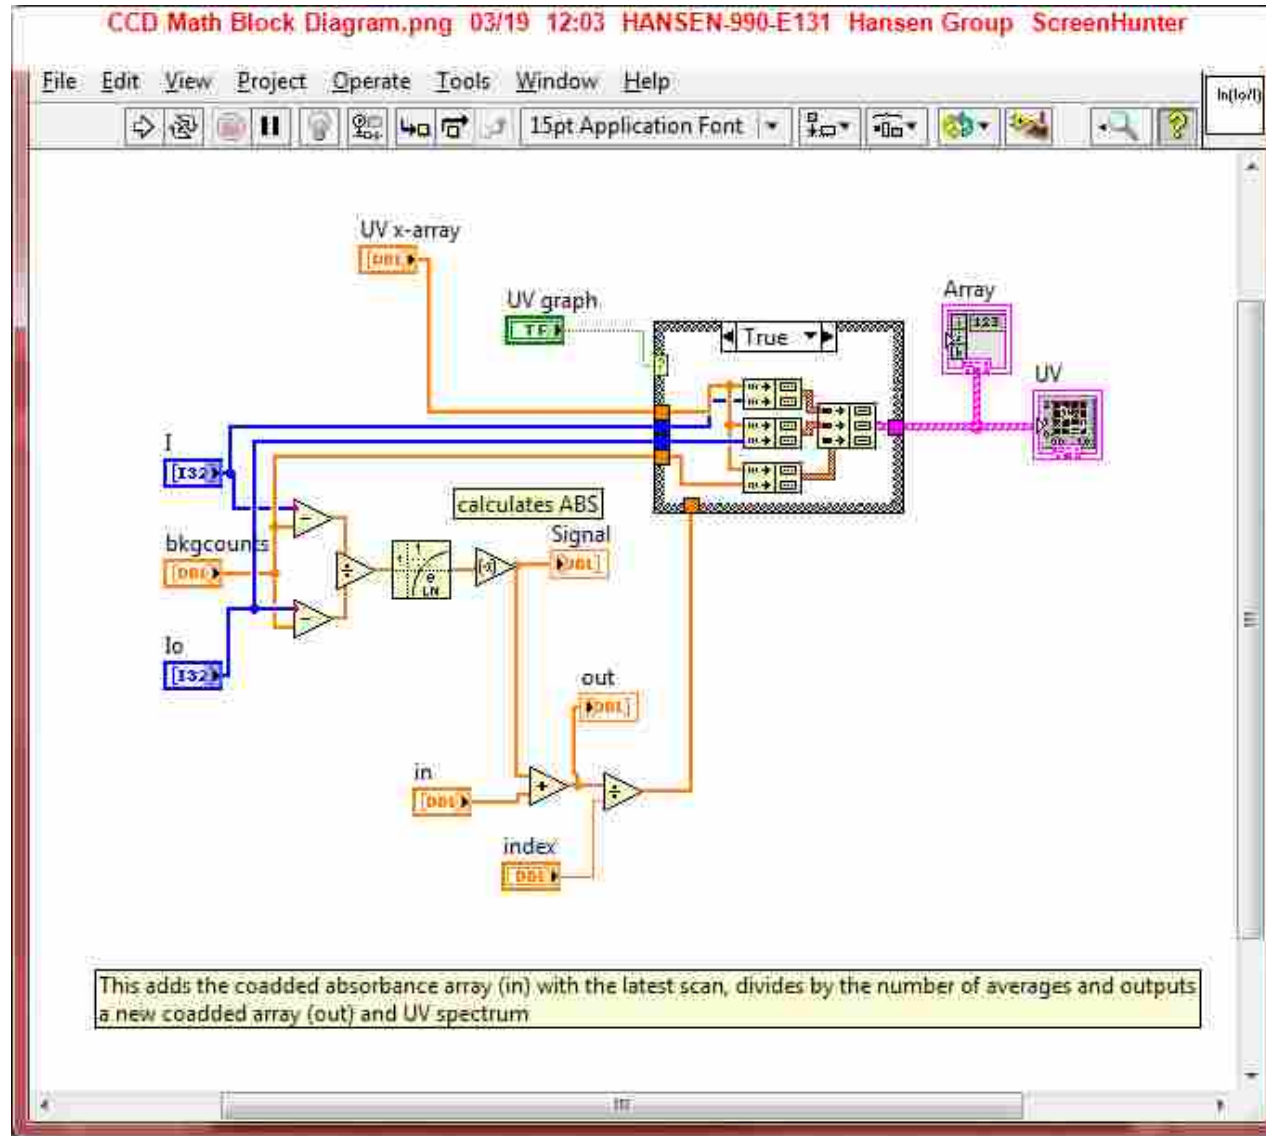 CCD Math Block Diagram.png 03/19 12:03 HANSEN-990-E131 Hansen Group ScreenHunter
File Edit View Project Operate Tools Window Help
ln(Io/I)
15pt Application Font
UV x-array
[DBL]
UV graph
TF
True
Array
123
UV
I
[I32]
calculates ABS
Signal
DBL]
bkgcounts
[DBL]
e
LN
Io
[I32]
out
DBL]
in
[DBL]
index
DBL
This adds the coadded absorbance array (in) with the latest scan, divides by the number of averages and outputs
a new coadded array (out) and UV spectrum